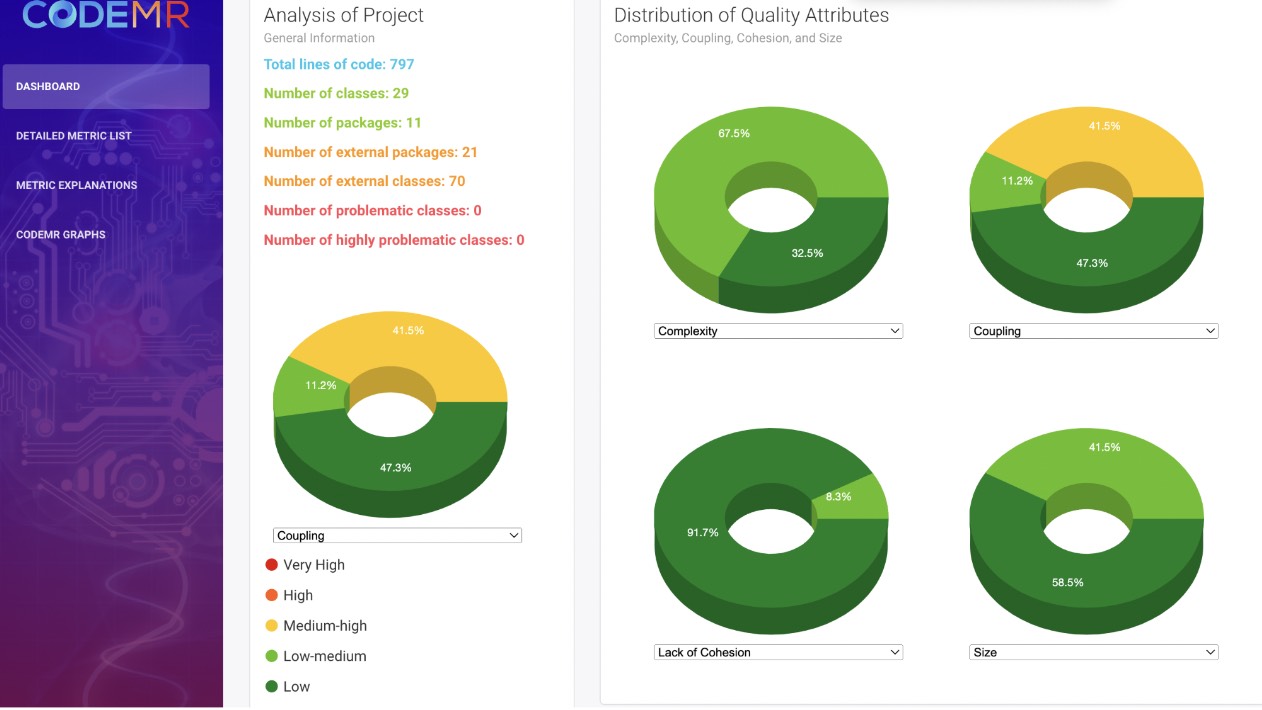 CODEMR
DASHBOARD
DETAILED METRIC LIST
METRIC EXPLANATIONS
CODEMR GRAPHS
Analysis of Project
General Information
Total lines of code: 797
Number of classes: 29
Number of packages: 11
Number of external packages: 21
Number of external classes: 70
Number of problematic classes: 0
Number of highly problematic classes: 0
41.5%
11.2%
47.3%
Coupling
Very High
High
Medium-high
Low-medium
Low
Distribution of Quality Attributes
Complexity, Coupling, Cohesion, and Size
67.5%
32.5%
Complexity
41.5%
11.2%
47.3%
Coupling
8.3%
91.7%
Lack of Cohesion
41.5%
58.5%
Size